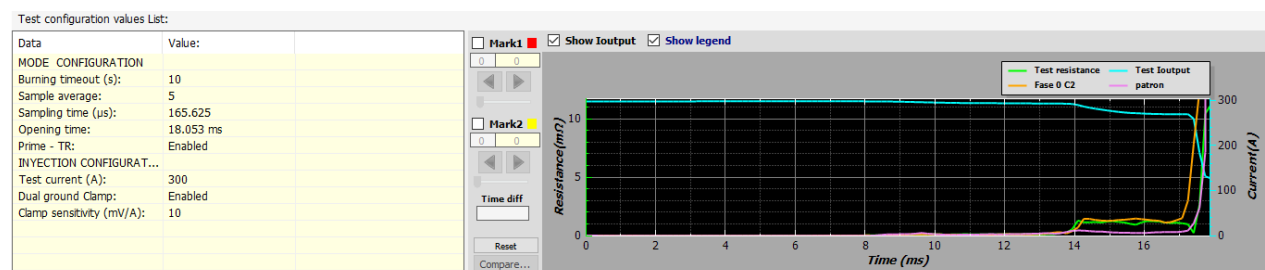 Test configuration values List:
Data Value:
MODE CONFIGURATION
Burning timeout (s): 10
Sample average: 5
Sampling time (µs): 165.625
Opening time: 18.053 ms
Prime - TR: Enabled
INYECTION CONFIGURAT...
Test current (A): 300
Dual ground Clamp: Enabled
Clamp sensitivity (mV/A): 10
Mark1
0 0
Mark2
0 0
Time diff
Reset
Compare...
Show Ioutput Show legend
Test resistance Test Ioutput
Fase 0 C2 patron
Resistance(mΩ)
10
5
0
300
200
100
0
Current(A)
0 2 4 6 8 10 12 14 16
Time (ms)